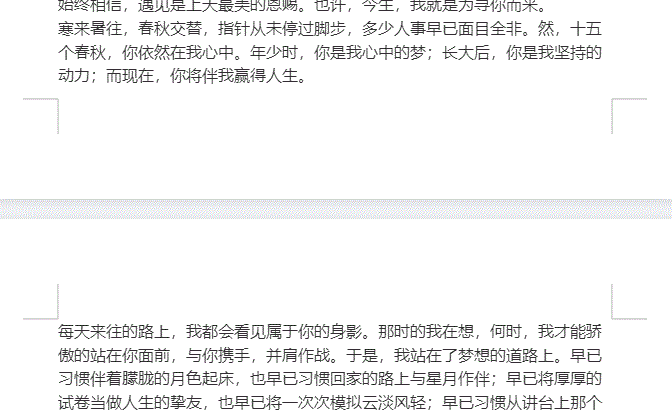 始终相信，遇见是上天最美的恩赐。也许，今生，我就是为寻你而来。
寒来暑往，春秋交替，指针从未停过脚步，多少人事早已面目全非。然，十五
个春秋，你依然在我心中。年少时，你是我心中的梦；长大后，你是我坚持的
动力；而现在，你将伴我赢得人生。
每天来往的路上，我都会看见属于你的身影。那时的我在想，何时，我才能骄
傲的站在你面前，与你携手，并肩作战。于是，我站在了梦想的道路上。早已
习惯伴着朦胧的月色起床，也早已习惯回家的路上与星月作伴；早已将厚厚的
试卷当做人生的挚友，也早已将一次次模拟云淡风轻；早已习惯从讲台上那个